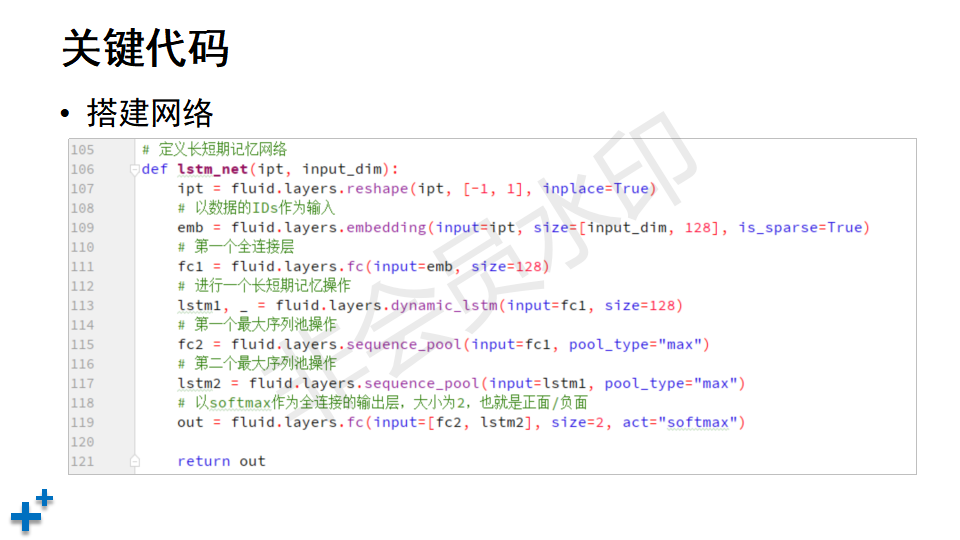 关键代码
• 搭建网络
105 # 定义长短期记忆网络
106 def lstm_net(ipt, input_dim):
107 ipt = fluid.layers.reshape(ipt, [-1, 1], inplace=True)
108 # 以数据的IDs作为输入
109 emb = fluid.layers.embedding(input=ipt, size=[input_dim, 128], is_sparse=True)
110 # 第一个全连接层
111 fc1 = fluid.layers.fc(input=emb, size=128)
112 # 进行一个长短期记忆操作
113 lstm1, _ = fluid.layers.dynamic_lstm(input=fc1, size=128)
114 # 第一个最大序列池操作
115 fc2 = fluid.layers.sequence_pool(input=fc1, pool_type="max")
116 # 第二个最大序列池操作
117 lstm2 = fluid.layers.sequence_pool(input=lstm1, pool_type="max")
118 # 以softmax作为全连接的输出层，大小为2，也就是正面/负面
119 out = fluid.layers.fc(input=[fc2, lstm2], size=2, act="softmax")
120
121 return out
非会员水印